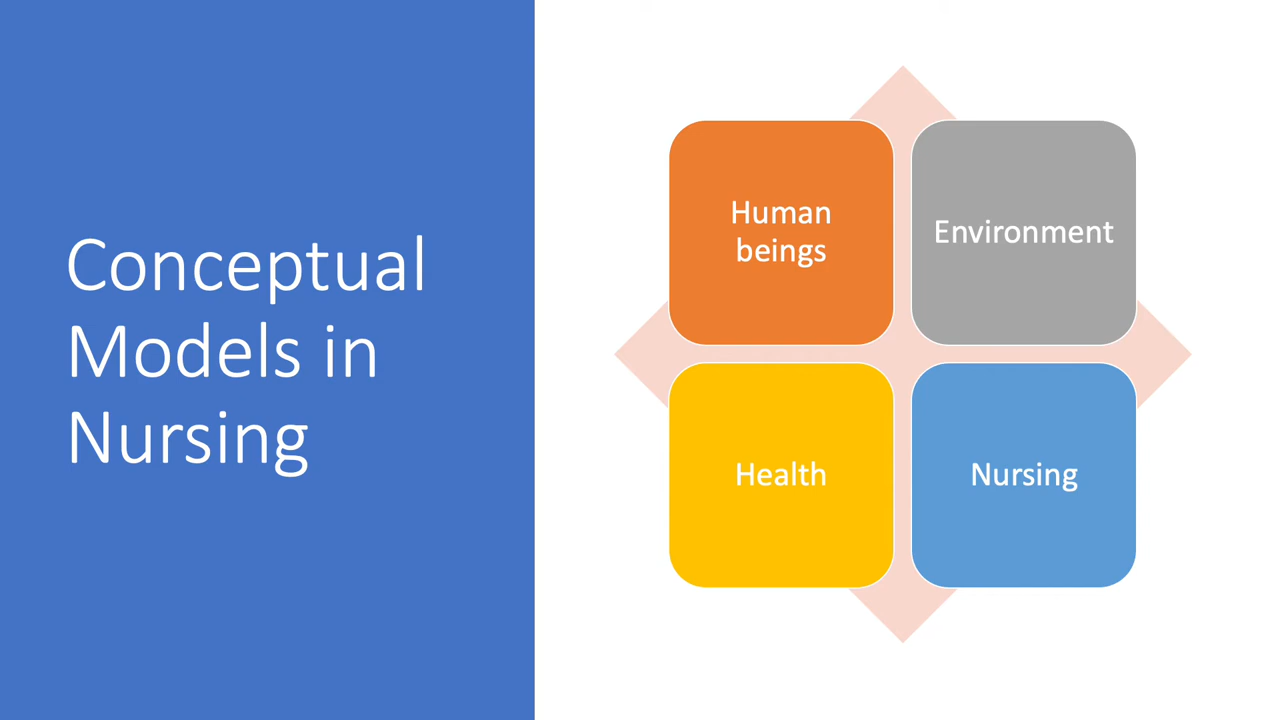 Conceptual
Models in
Nursing
Human
beings
Environment
Health
Nursing